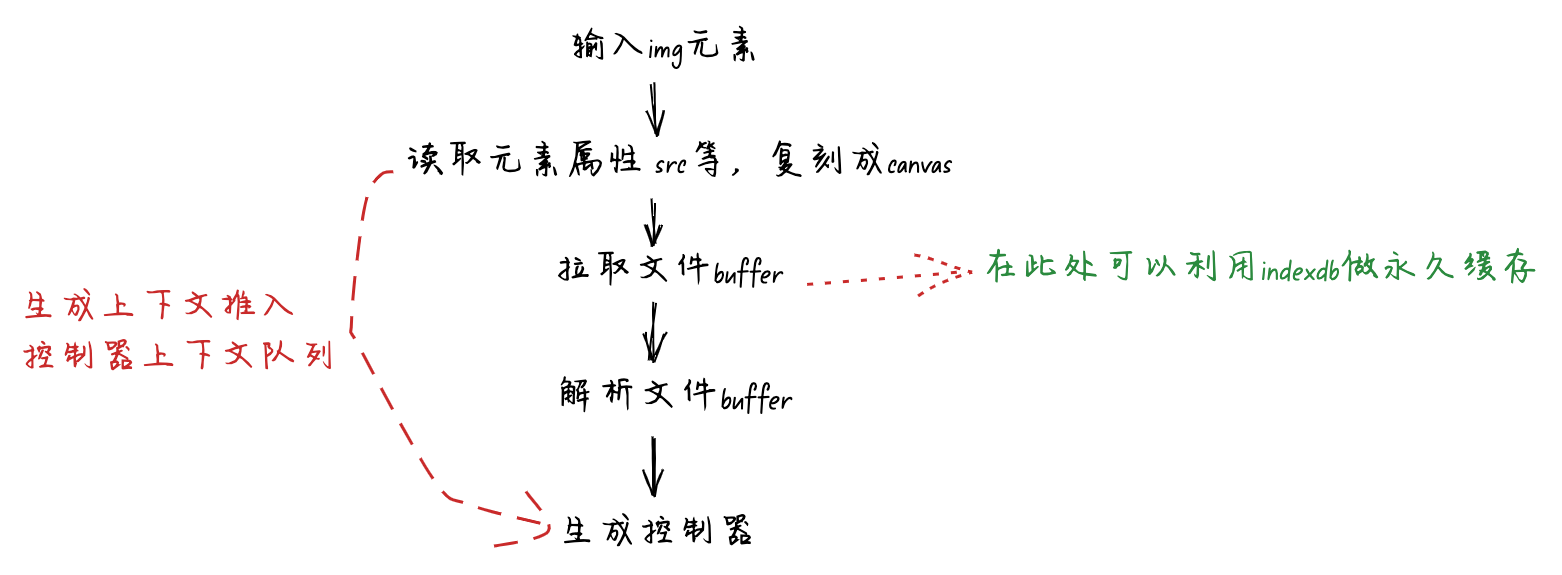 输入img元素
读取元素属性 src等，复刻成canvas
拉取文件buffer
在此处可以利用indexdb做永久缓存
生成上下文推入
控制器上下文队列
解析文件buffer
生成控制器